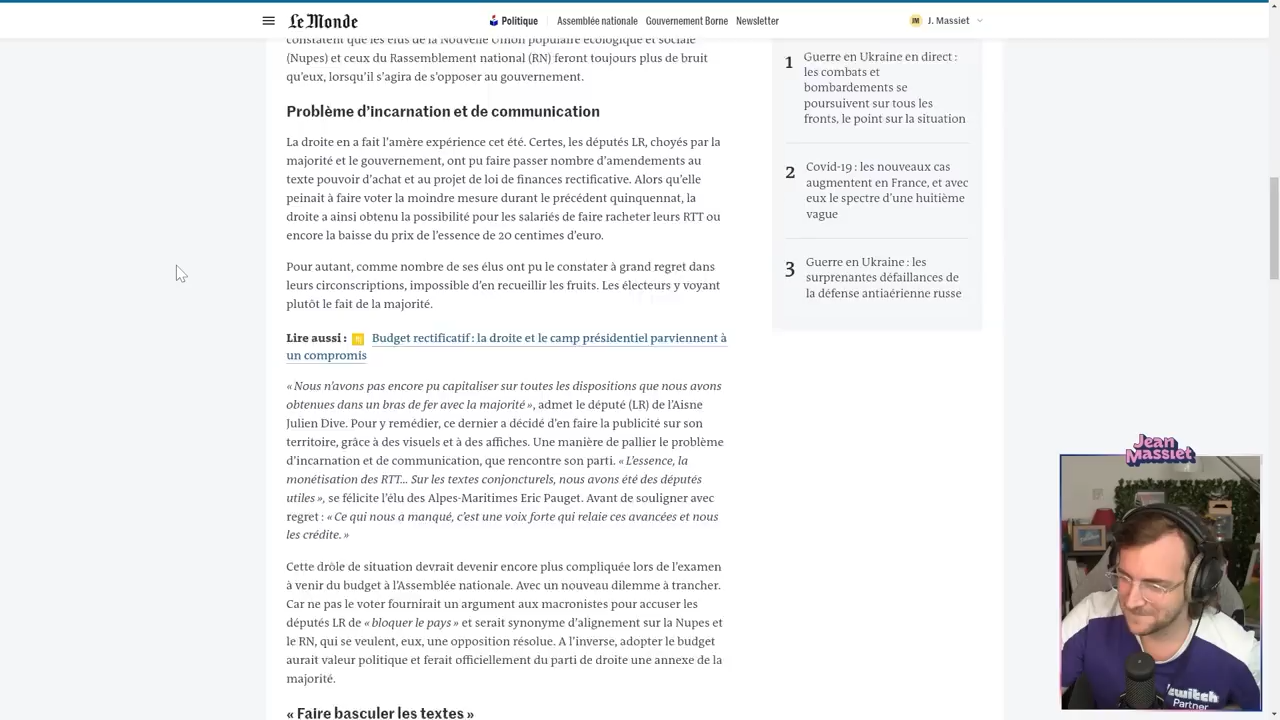 Le Monde
Politique
Assemblée nationale
Gouvernement Borne
Newsletter
JM
J. Massiet
constatent que les élus de la Nouvelle Union populaire écologique et sociale
(Nupes) et ceux du Rassemblement national (RN) feront toujours plus de bruit
qu’eux, lorsqu’il s’agira de s’opposer au gouvernement.
Problème d’incarnation et de communication
La droite en a fait l’amère expérience cet été. Certes, les députés LR, choyés par la
majorité et le gouvernement, ont pu faire passer nombre d’amendements au
texte pouvoir d’achat et au projet de loi de finances rectificative. Alors qu’elle
peinait à faire voter la moindre mesure durant le précédent quinquennat, la
droite a ainsi obtenu la possibilité pour les salariés de faire racheter leurs RTT ou
encore la baisse du prix de l’essence de 20 centimes d’euro.
Pour autant, comme nombre de ses élus ont pu le constater à grand regret dans
leurs circonscriptions, impossible d’en recueillir les fruits. Les électeurs y voyant
plutôt le fait de la majorité.
Lire aussi : Budget rectificatif : la droite et le camp présidentiel parviennent à
un compromis
« Nous n’avons pas encore pu capitaliser sur toutes les dispositions que nous avons
obtenues dans un bras de fer avec la majorité », admet le député (LR) de l’Aisne
Julien Dive. Pour y remédier, ce dernier a décidé d’en faire la publicité sur son
territoire, grâce à des visuels et à des affiches. Une manière de pallier le problème
d’incarnation et de communication, que rencontre son parti. « L’essence, la
monétisation des RTT… Sur les textes conjoncturels, nous avons été des députés
utiles », se félicite l’élu des Alpes-Maritimes Eric Pauget. Avant de souligner avec
regret : « Ce qui nous a manqué, c’est une voix forte qui relaie ces avancées et nous
les crédite. »
Cette drôle de situation devrait devenir encore plus compliquée lors de l’examen
à venir du budget à l’Assemblée nationale. Avec un nouveau dilemme à trancher.
Car ne pas le voter fournirait un argument aux macronistes pour accuser les
députés LR de « bloquer le pays » et serait synonyme d’alignement sur la Nupes et
le RN, qui se veulent, eux, une opposition résolue. A l’inverse, adopter le budget
aurait valeur politique et ferait officiellement du parti de droite une annexe de la
majorité.
« Faire basculer les textes »
1 Guerre en Ukraine en direct :
les combats et
bombardements se
poursuivent sur tous les
fronts, le point sur la situation
2 Covid-19 : les nouveaux cas
augmentent en France, et avec
eux le spectre d’une huitième
vague
3 Guerre en Ukraine : les
surprenantes défaillances de
la défense antiaérienne russe
Jean
Massiet
twitch
Partner